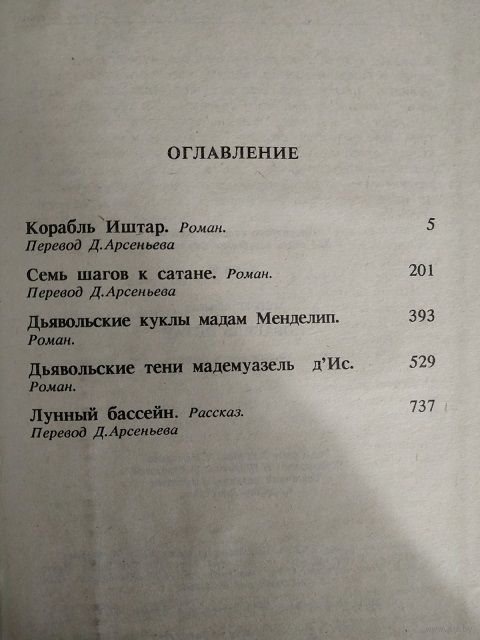 ОГЛАВЛЕНИЕ
Корабль Иштар. Роман. 5
Перевод Д.Арсеньева
Семь шагов к сатане. Роман. 201
Перевод Д.Арсеньева
Дьявольские куклы мадам Менделип. 393
Роман.
Дьявольские тени мадемуазель д'Ис. 529
Роман.
Лунный бассейн. Рассказ. 737
Перевод Д.Арсеньева